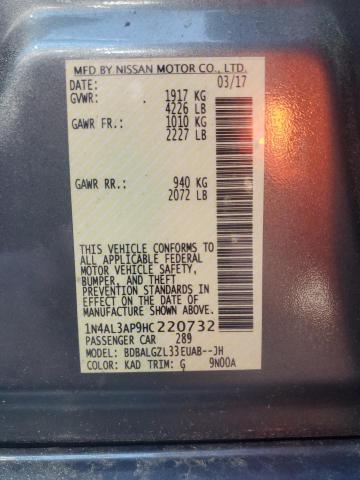 MFD BY NISSAN MOTOR CO., LTD.
DATE: 03/17
GVWR: 1917 KG
4226 LB
GAWR FR.: 1010 KG
2227 LB
GAWR RR.: 940 KG
2072 LB
THIS VEHICLE CONFORMS TO
ALL APPLICABLE FEDERAL
MOTOR VEHICLE SAFETY,
BUMPER, AND THEFT
PREVENTION STANDARDS IN
EFFECT ON THE DATE OF
MANUFACTURE SHOWN ABOVE.
1N4AL3AP9HC220732
PASSENGER CAR 289
MODEL: BDBALGZL33EUAB--JH
COLOR: KAD TRIM: G 9N00A